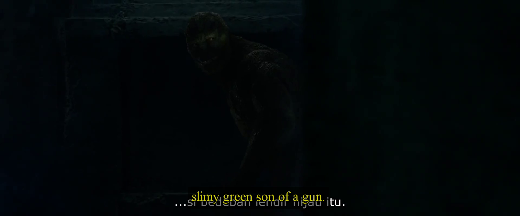 slimy green son of a gun
...si bedebah lendir hijau itu.